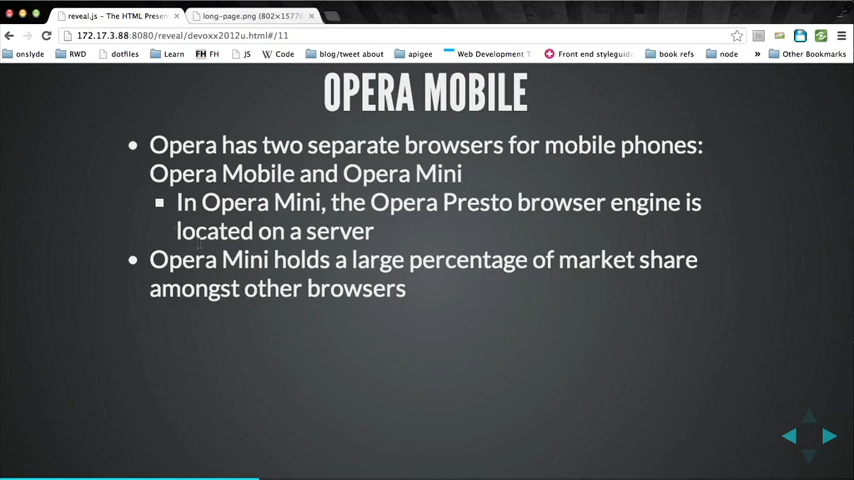 reveal.js – The HTML Presen
long-page.png (802×1577
172.17.3.88:8080/reveal/devoxx2012u.html#/11
onslyde RWD dotfiles Learn FH FH JS W Code blog/tweet about apigee Web Development T Front end styleguides book refs node » Other Bookmarks
OPERA MOBILE
Opera has two separate browsers for mobile phones:
Opera Mobile and Opera Mini
In Opera Mini, the Opera Presto browser engine is
located on a server
Opera Mini holds a large percentage of market share
amongst other browsers